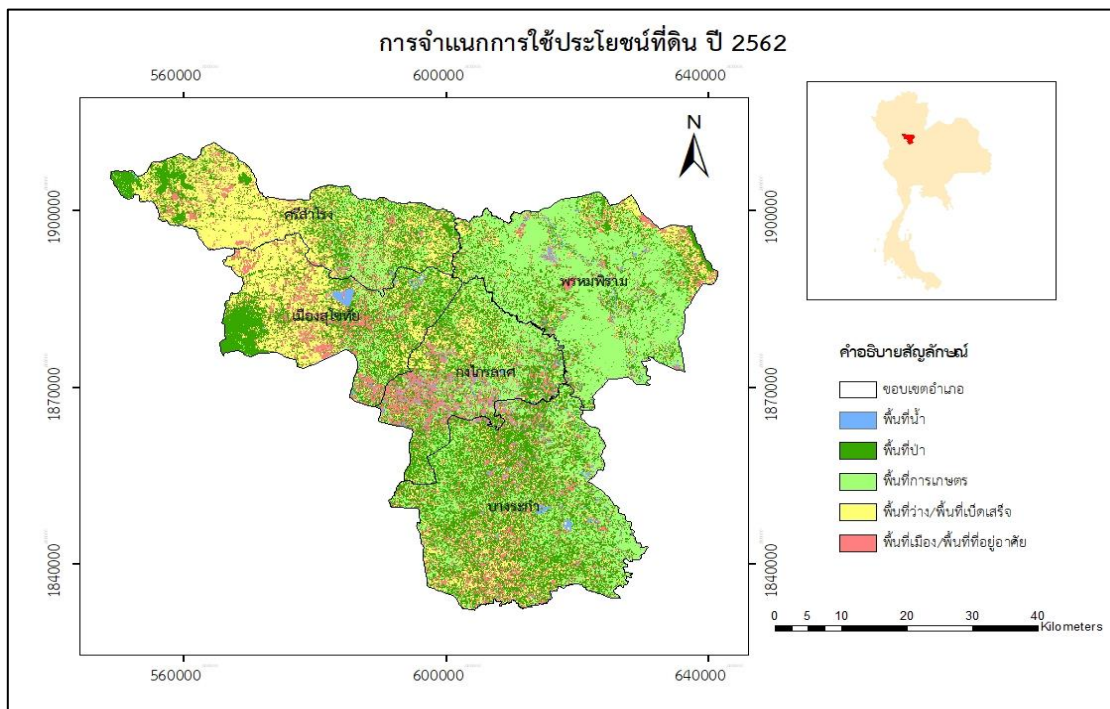 การจำแนกการใช้ประโยชน์ที่ดิน ปี 2562
560000 600000 640000
N
1900000 1900000
ศรีสำโรง
พรหมพิราม
เมืองสุโขทัย
กงไกรลาศ
1870000 1870000
บางระกำ
1840000 1840000
560000 600000 640000
คำอธิบายสัญลักษณ์
ขอบเขตอำเภอ
พื้นที่น้ำ
พื้นที่ป่า
พื้นที่การเกษตร
พื้นที่ว่าง/พื้นที่เบ็ดเสร็จ
พื้นที่เมือง/พื้นที่ที่อยู่อาศัย
0 5 10 20 30 40
Kilometers